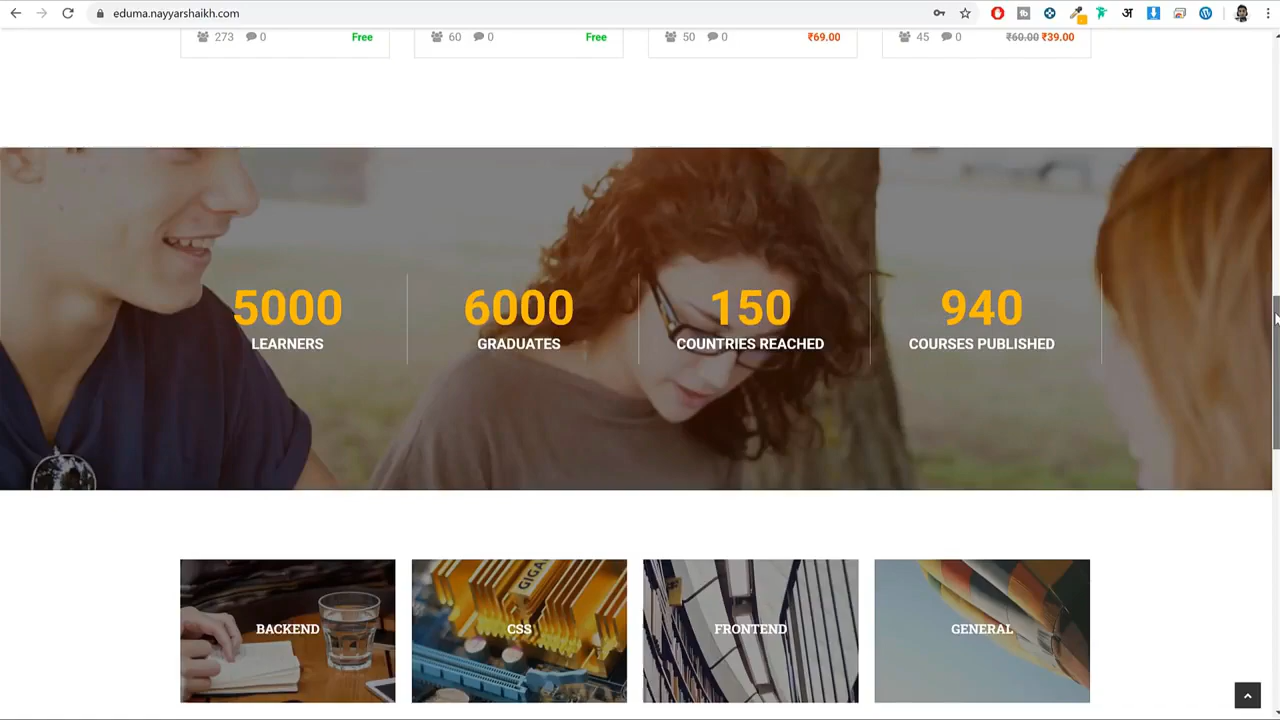 eduma.nayyarshaikh.com
273 0 Free
60 0 Free
50 0 ₹69.00
45 0 ₹60.00 ₹39.00
5000
LEARNERS
6000
GRADUATES
150
COUNTRIES REACHED
940
COURSES PUBLISHED
GIGA
BACKEND
CSS
FRONTEND
GENERAL